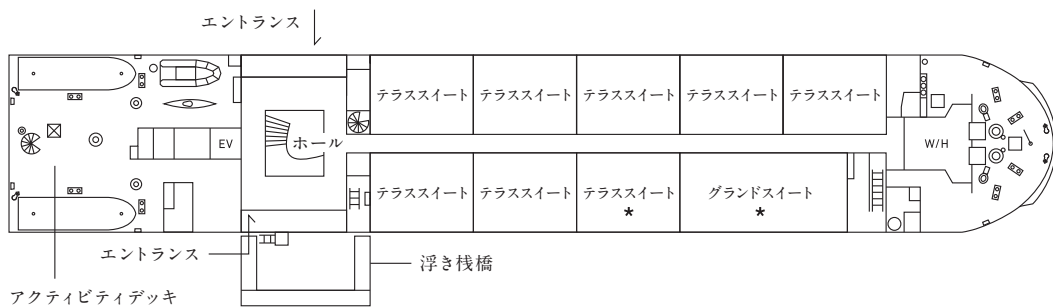 エントランス
テラススイート
テラススイート
テラススイート
テラススイート
テラススイート
EV
ホール
W/H
テラススイート
テラススイート
テラススイート
*
グランドスイート
*
エントランス
浮き桟橋
アクティビティデッキ